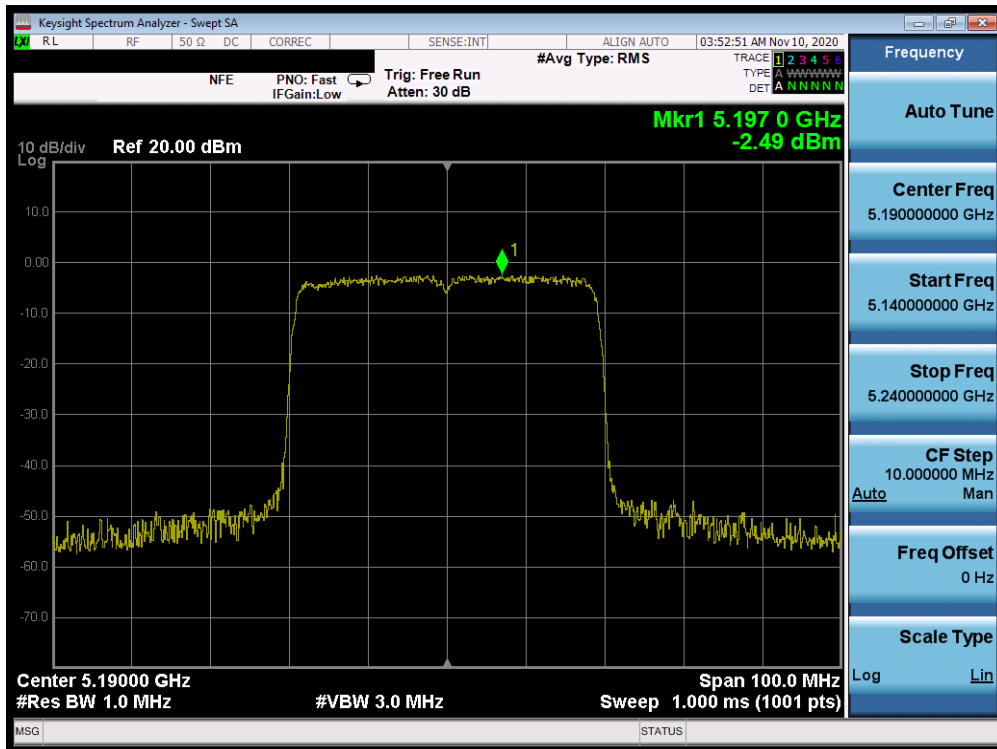 Keysight Spectrum Analyzer - Swept SA
LXI RL RF 50 Ω DC CORREC SENSE:INT ALIGN AUTO 03:52:51 AM Nov 10, 2020
NFE PNO: Fast Trig: Free Run #Avg Type: RMS TRACE 1 2 3 4 5 6
IFGain:Low Atten: 30 dB TYPE A WWWWW
DET A N N N N N
Mkr1 5.197 0 GHz
-2.49 dBm
10 dB/div Ref 20.00 dBm
Log
10.0
0.00
-10.0
-20.0
-30.0
-40.0
-50.0
-60.0
-70.0
1
Center 5.19000 GHz Span 100.0 MHz
#Res BW 1.0 MHz #VBW 3.0 MHz Sweep 1.000 ms (1001 pts)
MSG STATUS
Frequency
Auto Tune
Center Freq
5.190000000 GHz
Start Freq
5.140000000 GHz
Stop Freq
5.240000000 GHz
CF Step
10.000000 MHz
Auto Man
Freq Offset
0 Hz
Scale Type
Log Lin